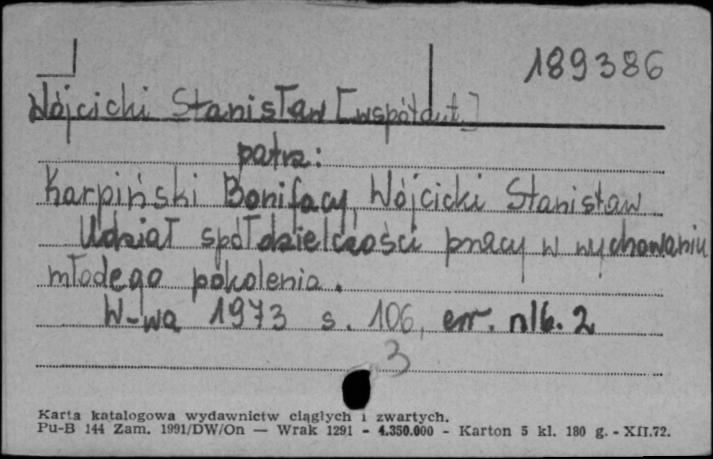 189386
Wójcicki Stanisław [współaut.]
patrz:
Karpiński Bonifacy, Wójcicki Stanisław
Udział spółdzielczości pracy w wychowaniu
młodego pokolenia.
W-wa 1973 s. 106, err. nlb. 2
3
Karta katalogowa wydawnictw ciągłych i zwartych.
Pu-B 144 Zam. 1991/DW/On — Wrak 1291 - 4.350.000 - Karton 5 kl. 180 g. - XII.72.